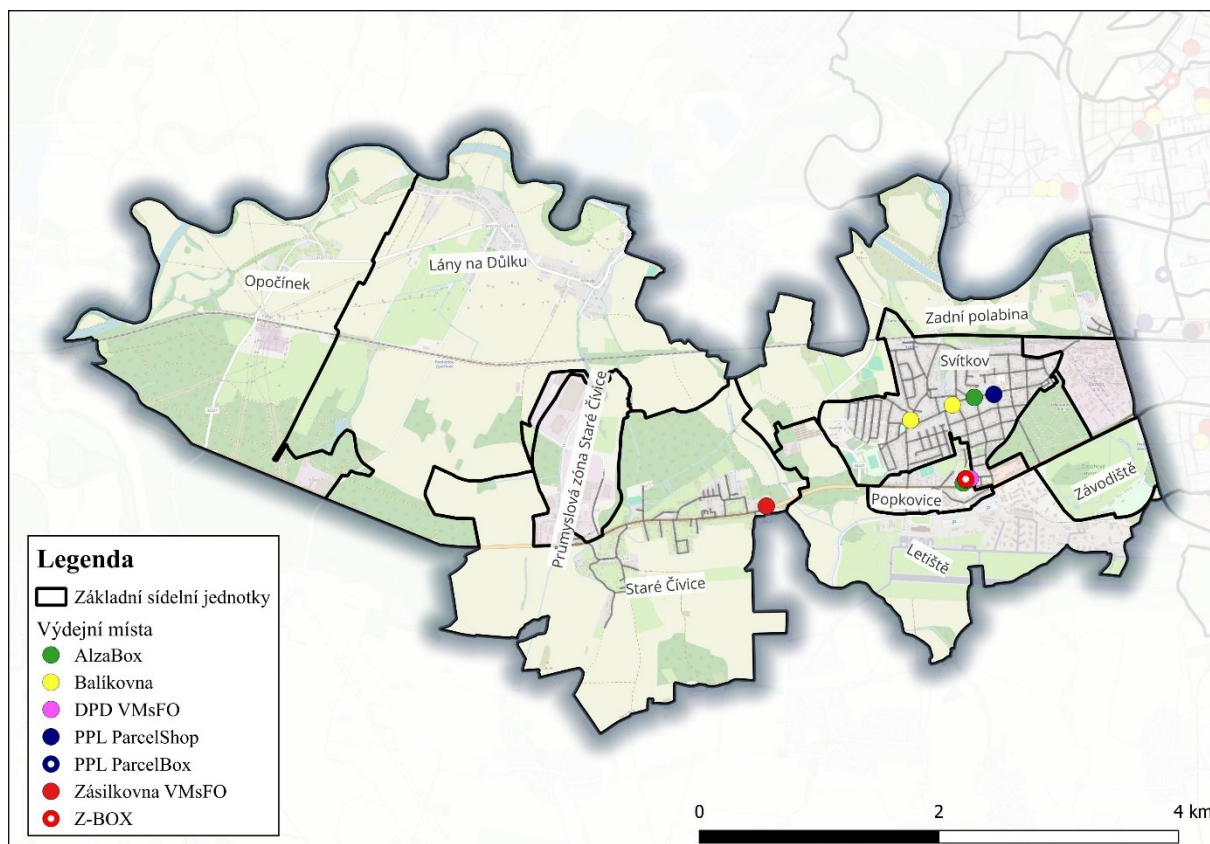 Opočínek
Lány na Důlku
Zadní polabina
Svítkov
Průmyslová zóna Staré Čívice
Popkovice
Závodiště
Letiště
Staré Čívice
Legenda
Základní sídelní jednotky
Výdejní místa
AlzaBox
Balíkovna
DPD VMsFO
PPL ParcelShop
PPL ParcelBox
Zásilkovna VMsFO
Z-BOX
0 2 4 km